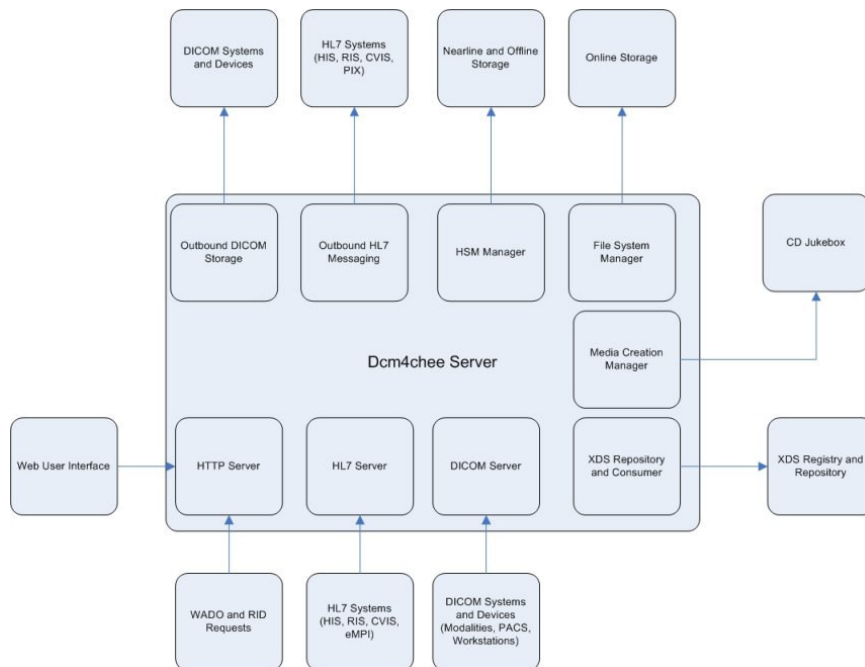 DICOM Systems
and Devices
HL7 Systems
(HIS, RIS, CVIS,
PIX)
Nearline and Offline
Storage
Online Storage
Outbound DICOM
Storage
Outbound HL7
Messaging
HSM Manager
File System
Manager
CD Jukebox
Media Creation
Manager
Dcm4chee Server
Web User Interface
HTTP Server
HL7 Server
DICOM Server
XDS Repository
and Consumer
XDS Registry and
Repository
WADO and RID
Requests
HL7 Systems
(HIS, RIS, CVIS,
eMPI)
DICOM Systems
and Devices
(Modalities, PACS,
Workstations)